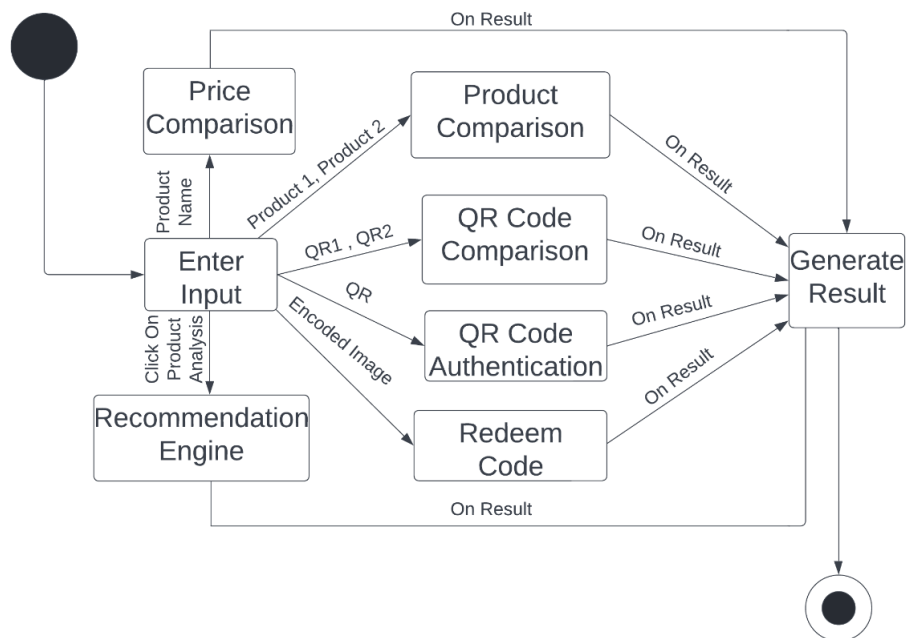 On Result
Price
Comparison
Product
Comparison
Product 1, Product 2
On Result
Product
Name
QR Code
Comparison
QR1 , QR2
On Result
Enter
Input
Generate
Result
QR
On Result
QR Code
Authentication
Encoded Image
Click On
Product
Analysis
On Result
Recommendation
Engine
Redeem
Code
On Result